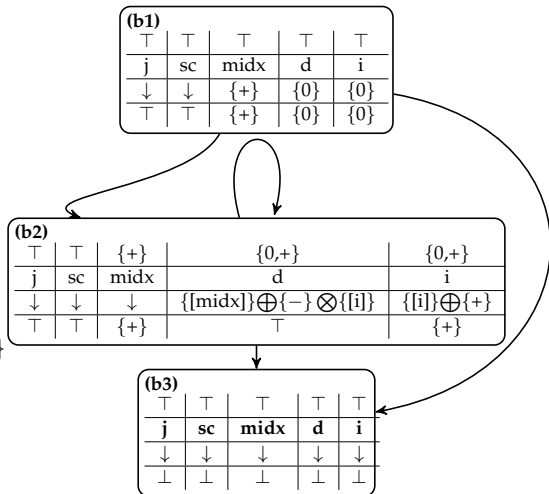 (b1)
⊤ ⊤ ⊤ ⊤ ⊤
j sc midx d i
↓ ↓ {+} {0} {0}
⊤ ⊤ {+} {0} {0}
(b2)
⊤ ⊤ {+} {0,+} {0,+}
j sc midx d i
↓ ↓ ↓ {[midx]}⊕{−}⊗{[i]} {[i]}⊕{+}
⊤ ⊤ {+} ⊤ {+}
}
(b3)
⊤ ⊤ ⊤ ⊤ ⊤
j sc midx d i
↓ ↓ ↓ ↓ ↓
⊥ ⊥ ⊥ ⊥ ⊥